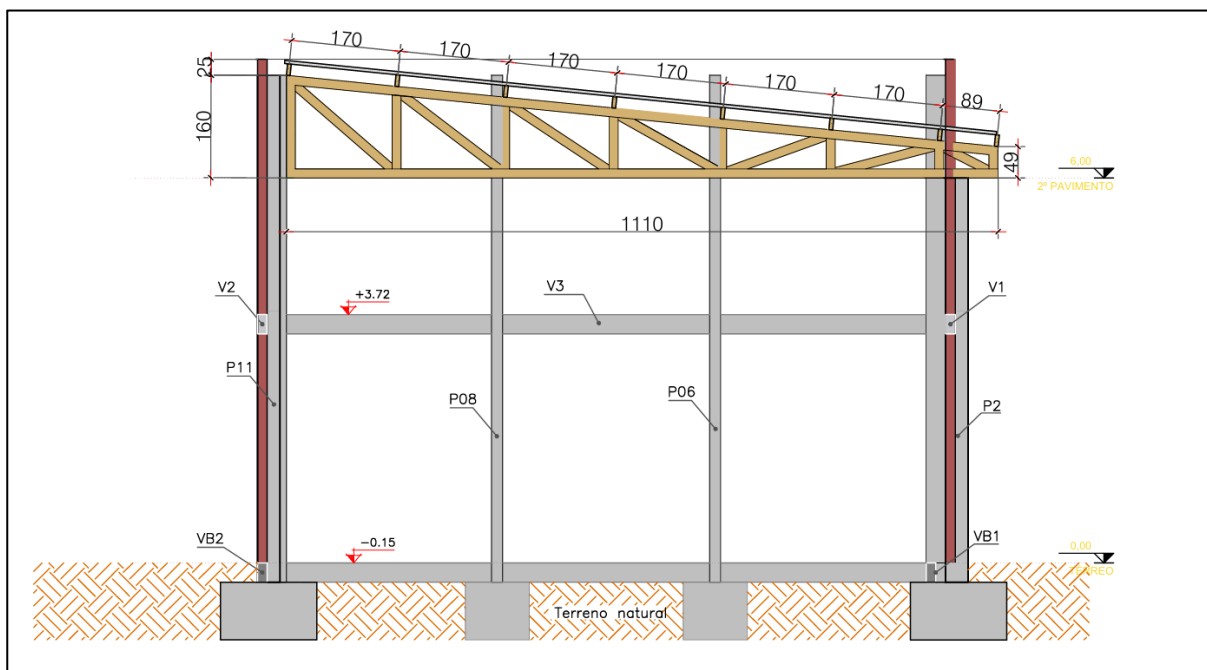 170
170
170
170
170
170
89
25
160
49
6,00
2º PAVIMENTO
1110
V2
+3.72
V3
V1
P11
P08
P06
P2
VB2
-0.15
VB1
0,00
TÉRREO
Terreno natural